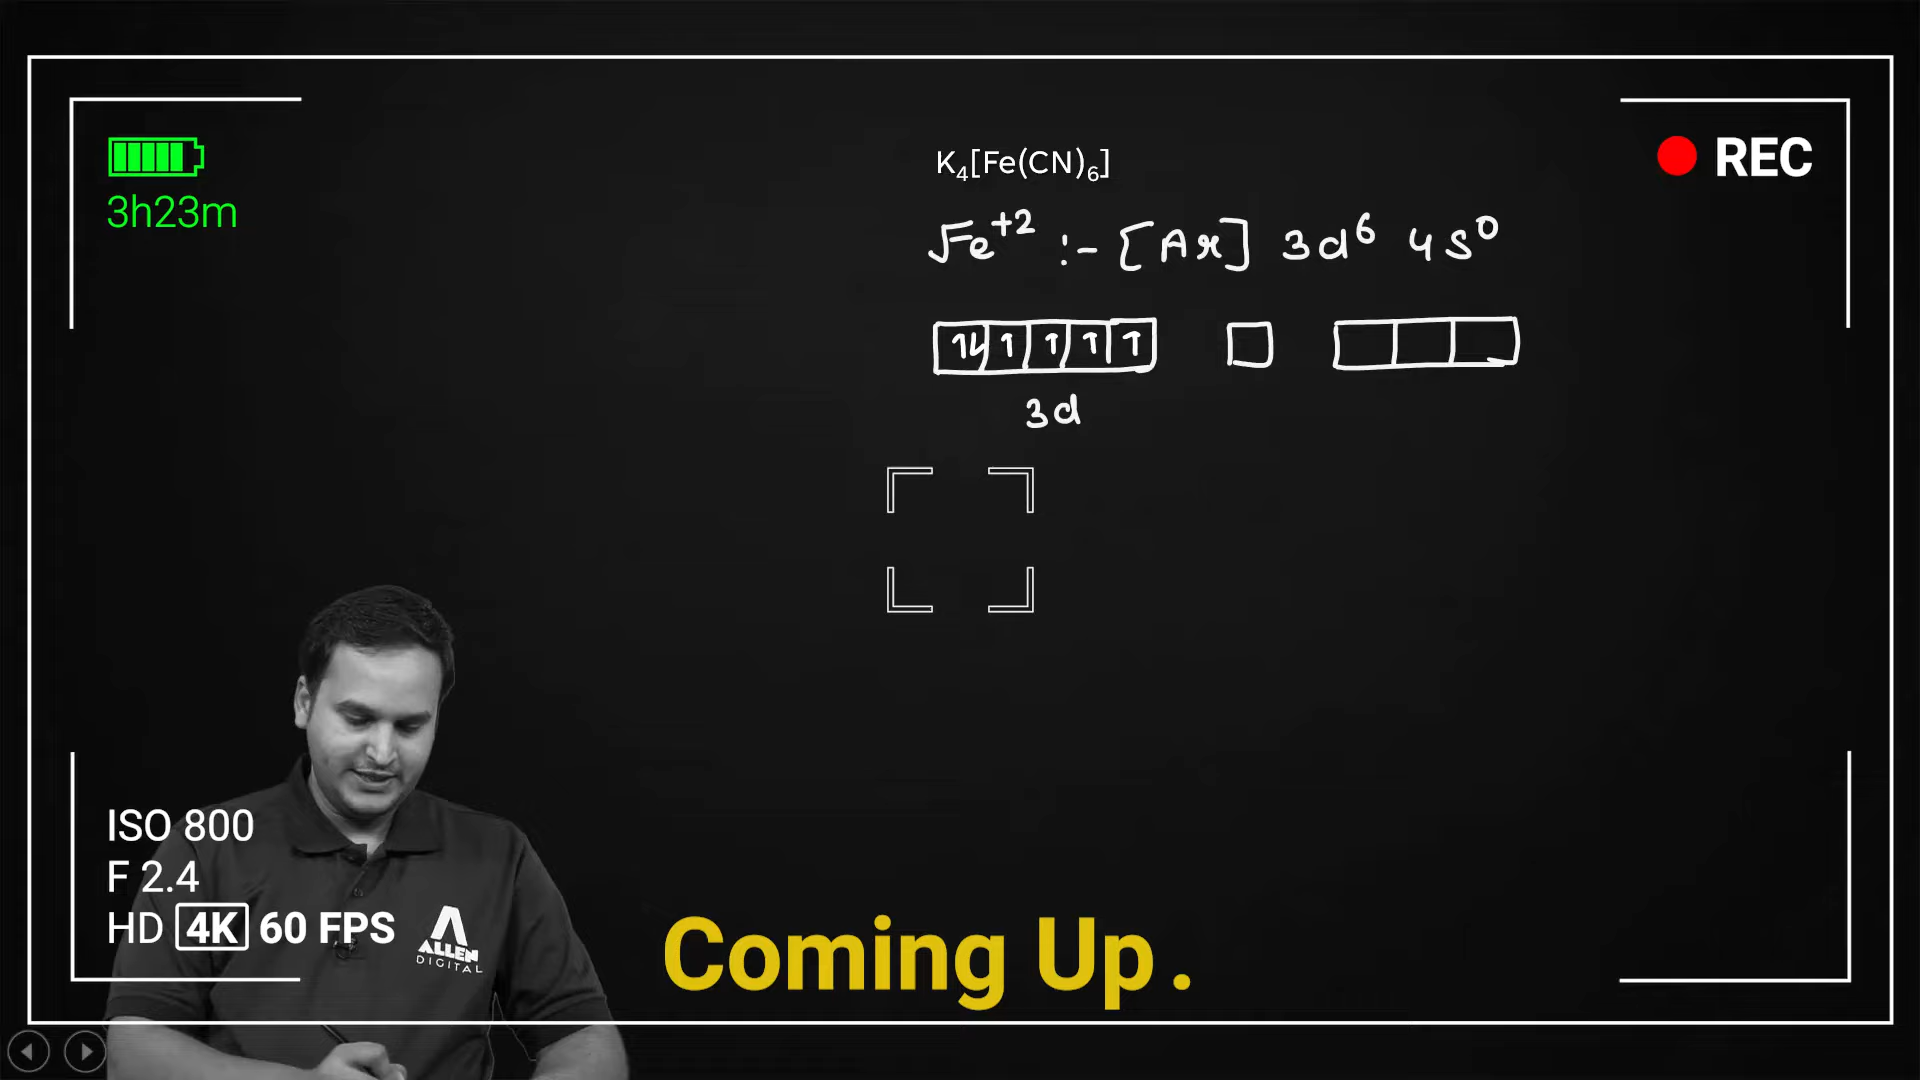 3h23m
REC
K₄[Fe(CN)₆]
Fe⁺² :- [Ar] 3d⁶ 4s⁰
1L 1 1 1 1
3d
ISO 800
F 2.4
HD 4K 60 FPS
ALLEN
DIGITAL
Coming Up.